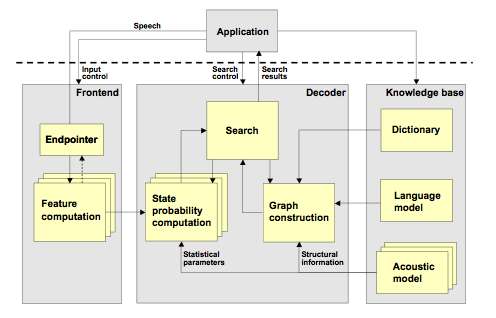 Speech
Application
Input
control
Search
control
Search
results
Frontend
Decoder
Knowledge base
Endpointer
Search
Dictionary
Feature
computation
State
probability
computation
Graph
construction
Language
model
Statistical
parameters
Structural
information
Acoustic
model